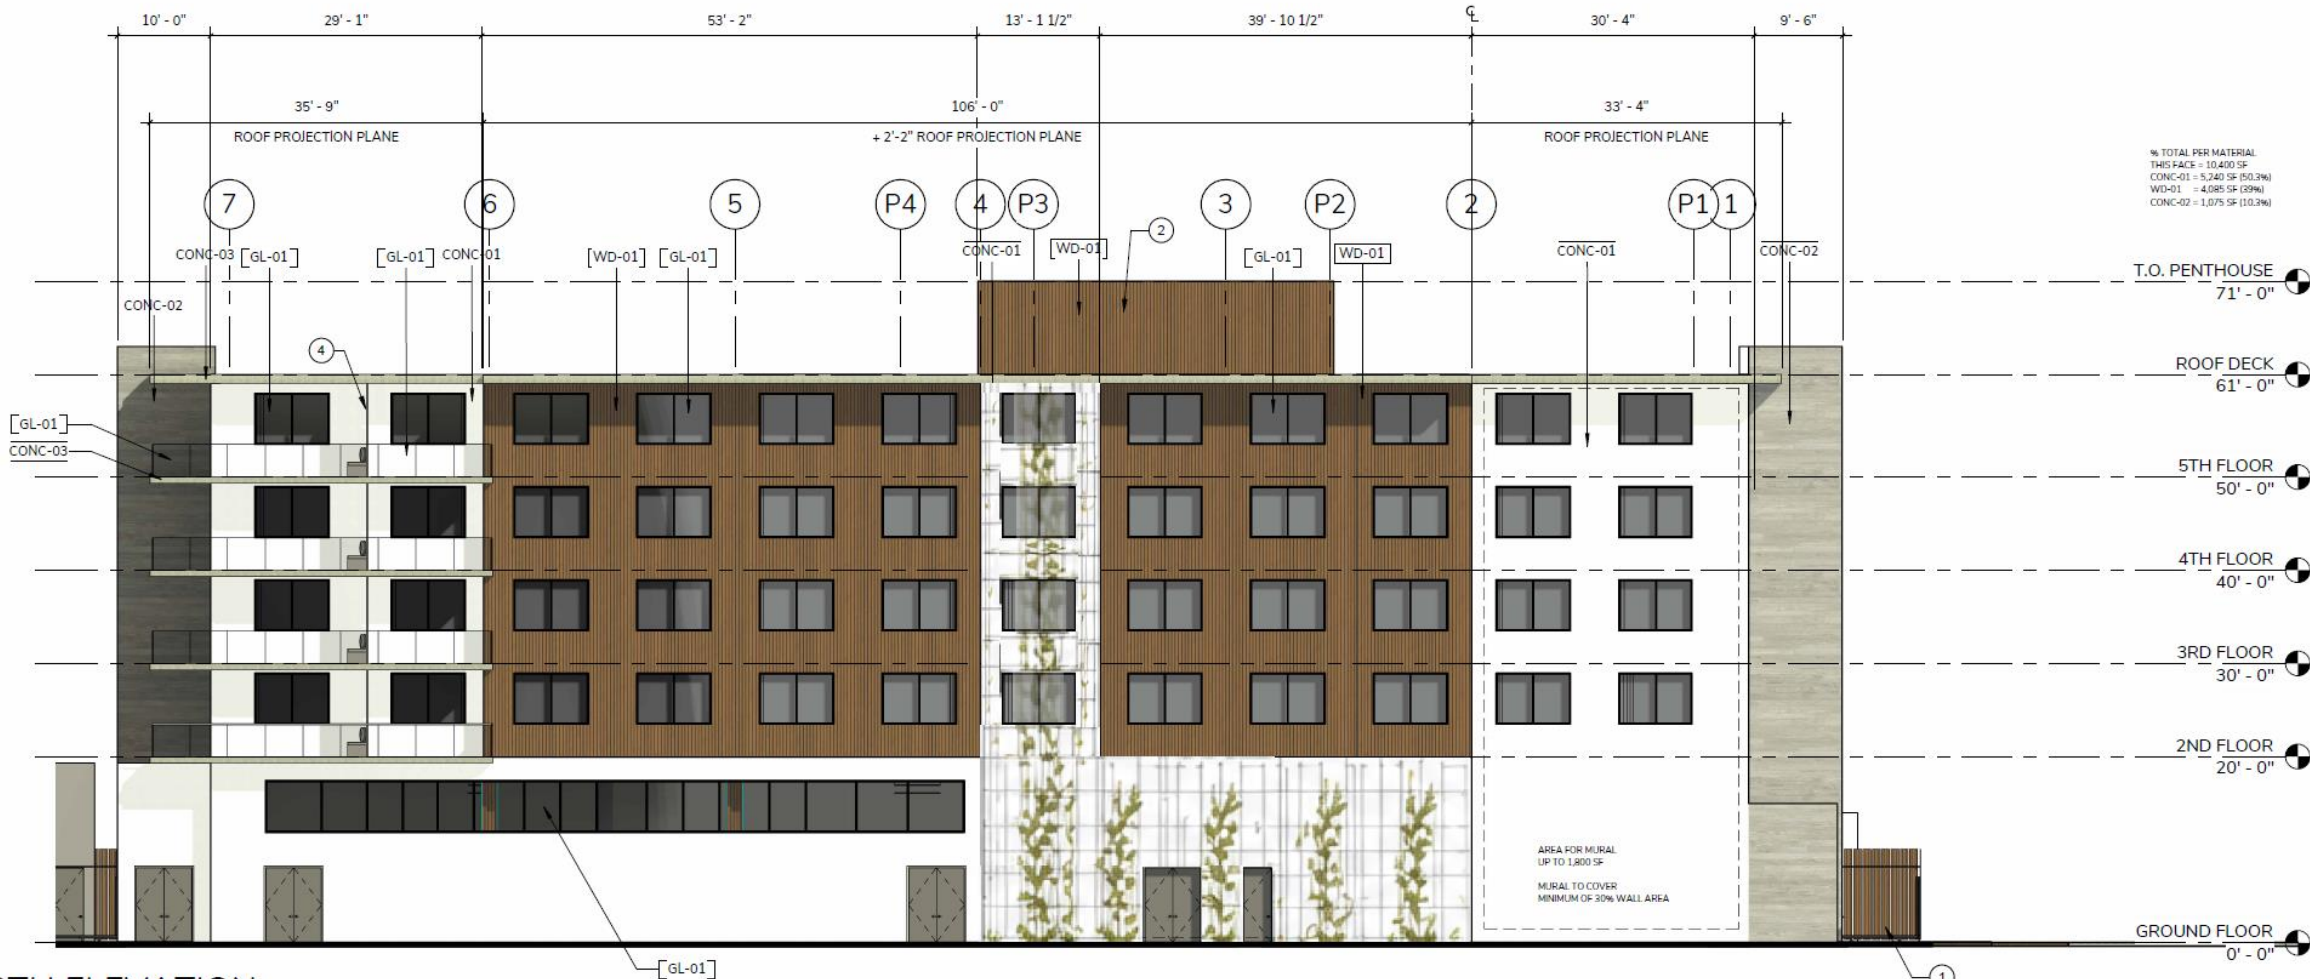 10' - 0" 29' - 1" 53' - 2" 13' - 1 1/2" 39' - 10 1/2" ℄ 30' - 4" 9' - 6"
35' - 9" 106' - 0" 33' - 4"
ROOF PROJECTION PLANE + 2'-2" ROOF PROJECTION PLANE ROOF PROJECTION PLANE
% TOTAL PER MATERIAL
THIS FACE = 10,400 SF
CONC-01 = 5,240 SF (50.3%)
WD-01 = 4,085 SF (39%)
CONC-02 = 1,075 SF (10.3%)
7 6 5 P4 4 P3 3 P2 2 P1 1
2
CONC-03 GL-01 GL-01 CONC-01 WD-01 GL-01 CONC-01 WD-01 GL-01 WD-01 CONC-01 CONC-02
T.O. PENTHOUSE
71' - 0"
CONC-02
4
ROOF DECK
61' - 0"
GL-01
CONC-03
5TH FLOOR
50' - 0"
4TH FLOOR
40' - 0"
3RD FLOOR
30' - 0"
2ND FLOOR
20' - 0"
AREA FOR MURAL
UP TO 1,800 SF
MURAL TO COVER
MINIMUM OF 30% WALL AREA
GROUND FLOOR
0' - 0"
GL-01
1